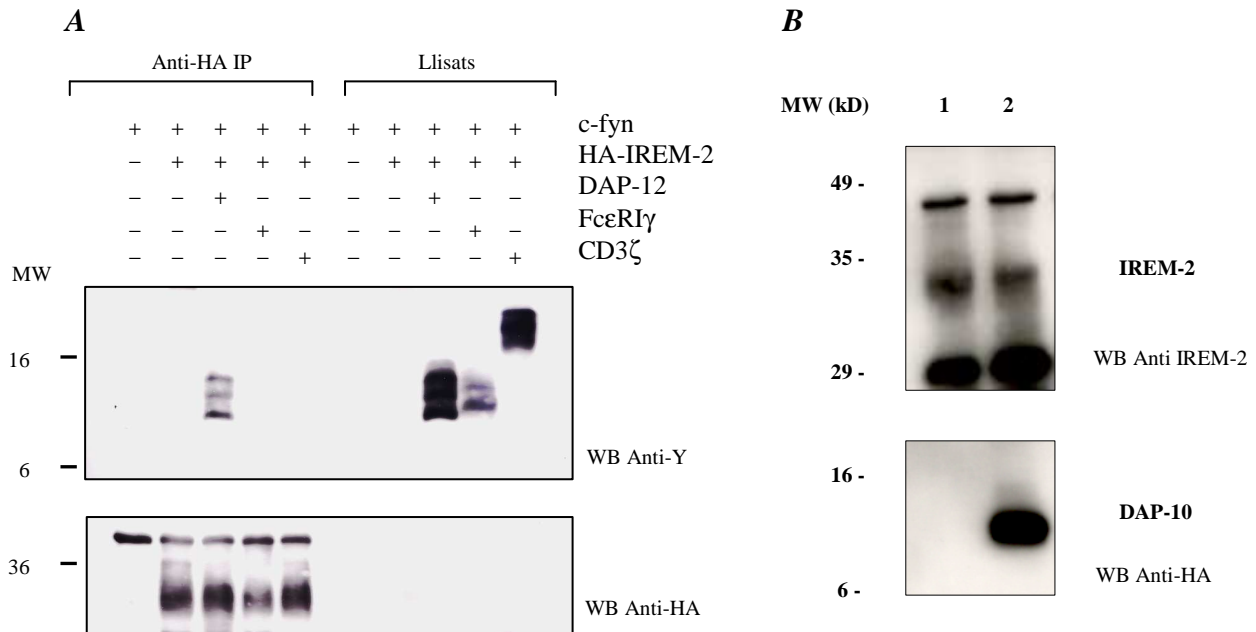 A
Anti-HA IP Llisats
+ + + + + + + + + + c-fyn
– + + + + – + + + + HA-IREM-2
– – + – – – – + – – DAP-12
– – – + – – – – + – FcεRIγ
– – – – + – – – – + CD3ζ
MW
16
6
WB Anti-Y
36
WB Anti-HA
B
MW (kD) 1 2
49 -
35 -
IREM-2
WB Anti IREM-2
29 -
16 -
DAP-10
WB Anti-HA
6 -